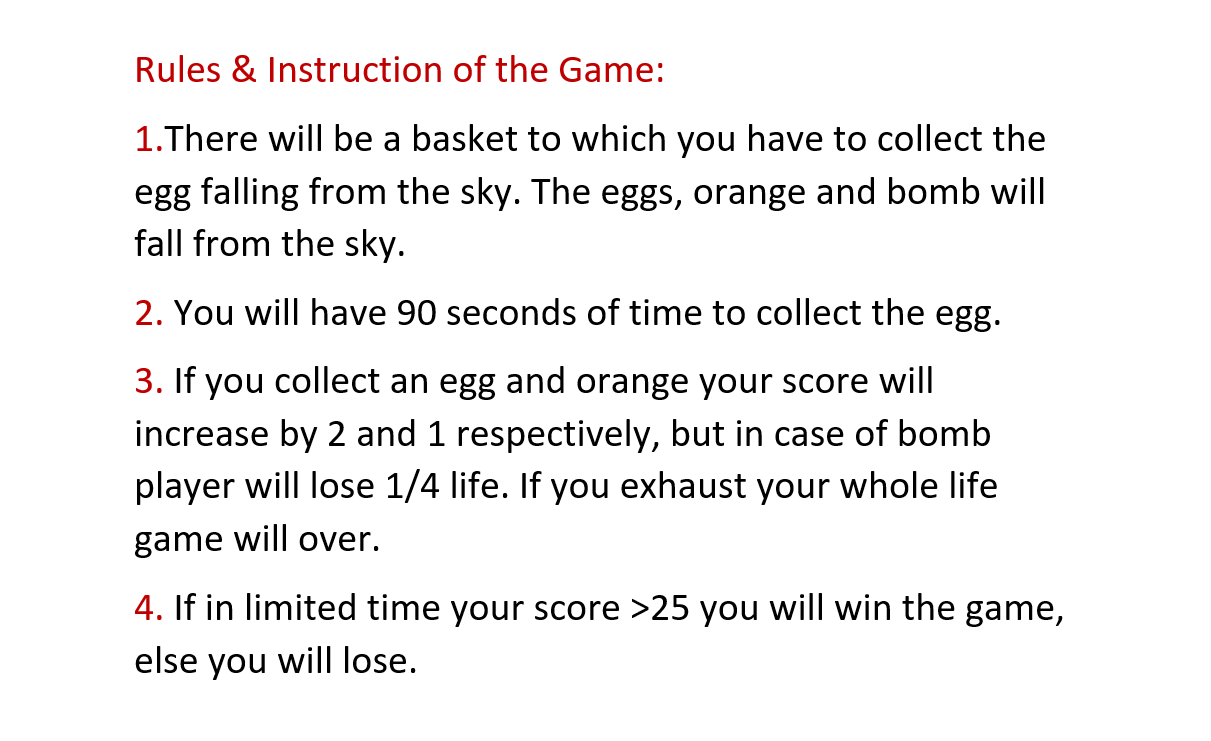 Rules & Instruction of the Game:
1.There will be a basket to which you have to collect the
egg falling from the sky. The eggs, orange and bomb will
fall from the sky.
2. You will have 90 seconds of time to collect the egg.
3. If you collect an egg and orange your score will
increase by 2 and 1 respectively, but in case of bomb
player will lose 1/4 life. If you exhaust your whole life
game will over.
4. If in limited time your score >25 you will win the game,
else you will lose.